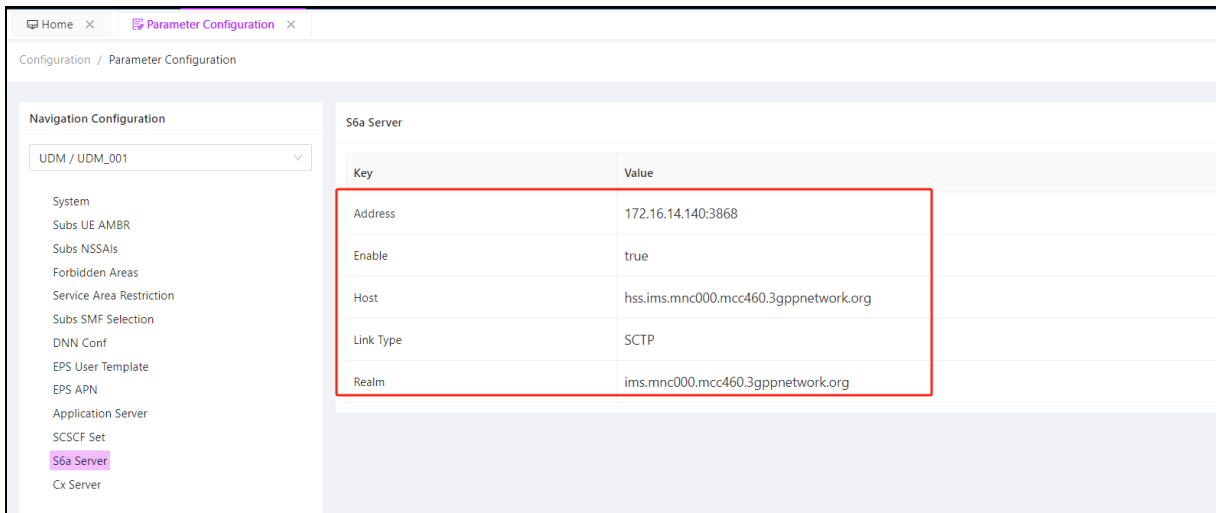 Home
Parameter Configuration
Configuration / Parameter Configuration
Navigation Configuration
UDM / UDM_001
System
Subs UE AMBR
Subs NSSAIs
Forbidden Areas
Service Area Restriction
Subs SMF Selection
DNN Conf
EPS User Template
EPS APN
Application Server
SCSCF Set
S6a Server
Cx Server
S6a Server
Key Value
Address 172.16.14.140:3868
Enable true
Host hss.ims.mnc000.mcc460.3gppnetwork.org
Link Type SCTP
Realm ims.mnc000.mcc460.3gppnetwork.org